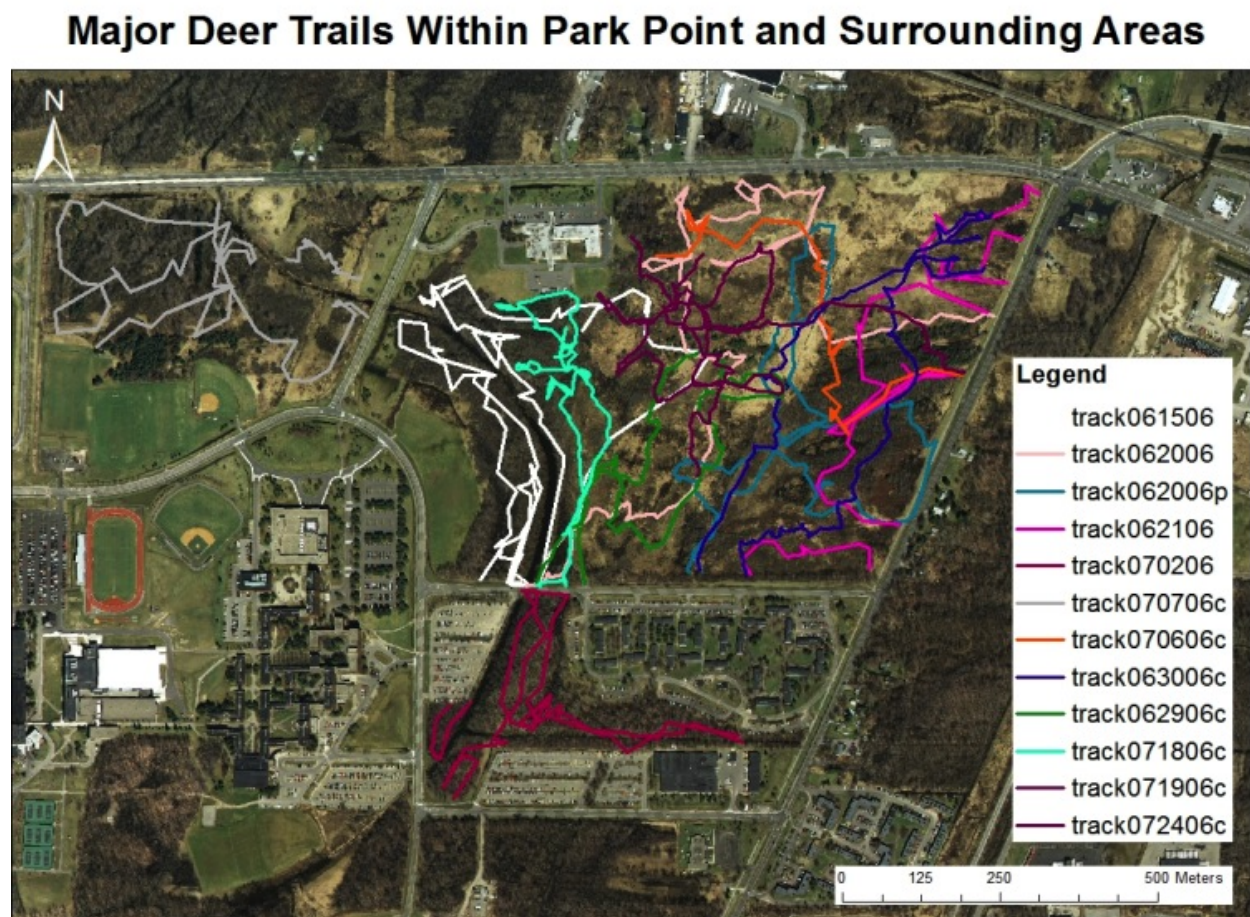 Major Deer Trails Within Park Point and Surrounding Areas
N
Legend
track061506
track062006
track062006p
track062106
track070206
track070706c
track070606c
track063006c
track062906c
track071806c
track071906c
track072406c
0 125 250 500 Meters